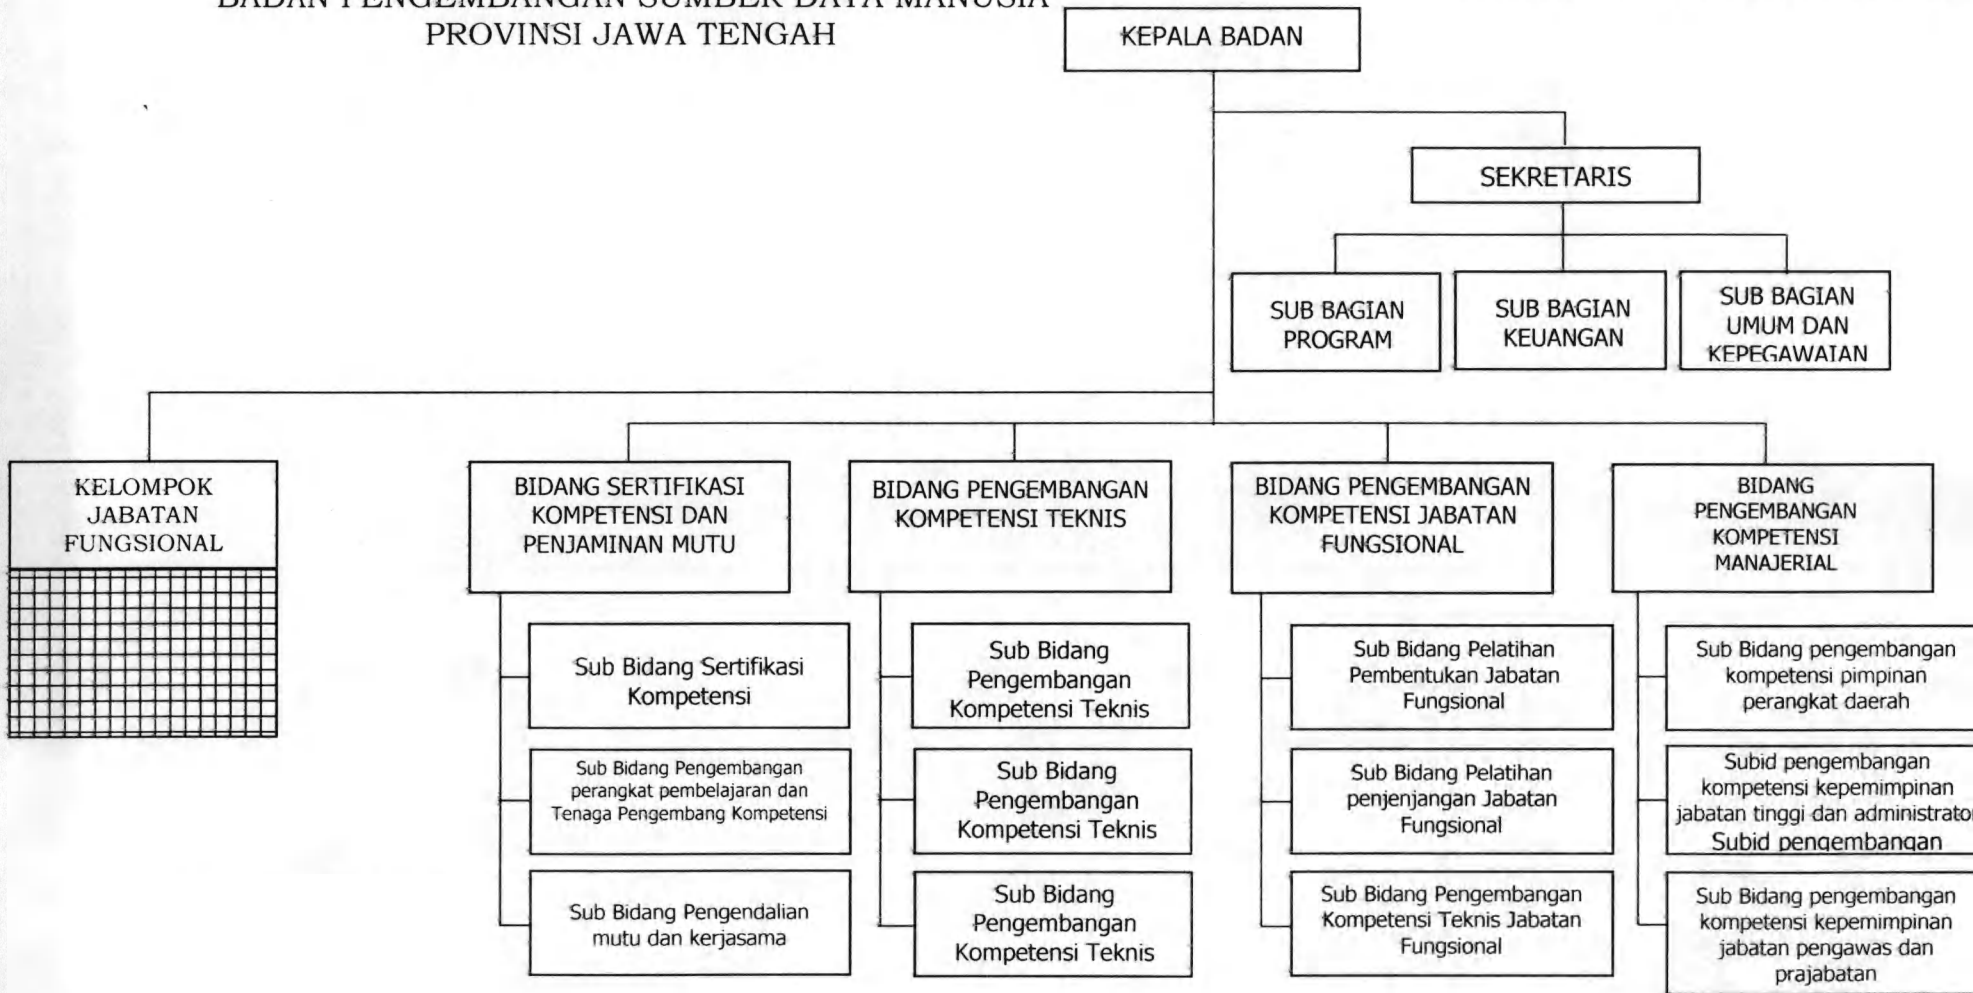 BADAN PENGEMBANGAN SUMBER DAYA MANUSIA
PROVINSI JAWA TENGAH
KEPALA BADAN
SEKRETARIS
SUB BAGIAN
PROGRAM
SUB BAGIAN
KEUANGAN
SUB BAGIAN
UMUM DAN
KEPEGAWAIAN
KELOMPOK
JABATAN
FUNGSIONAL
BIDANG SERTIFIKASI
KOMPETENSI DAN
PENJAMINAN MUTU
BIDANG PENGEMBANGAN
KOMPETENSI TEKNIS
BIDANG PENGEMBANGAN
KOMPETENSI JABATAN
FUNGSIONAL
BIDANG
PENGEMBANGAN
KOMPETENSI
MANAJERIAL
Sub Bidang Sertifikasi
Kompetensi
Sub Bidang Pengembangan
perangkat pembelajaran dan
Tenaga Pengembang Kompetensi
Sub Bidang Pengendalian
mutu dan kerjasama
Sub Bidang
Pengembangan
Kompetensi Teknis
Sub Bidang
Pengembangan
Kompetensi Teknis
Sub Bidang
Pengembangan
Kompetensi Teknis
Sub Bidang Pelatihan
Pembentukan Jabatan
Fungsional
Sub Bidang Pelatihan
penjenjangan Jabatan
Fungsional
Sub Bidang Pengembangan
Kompetensi Teknis Jabatan
Fungsional
Sub Bidang pengembangan
kompetensi pimpinan
perangkat daerah
Subid pengembangan
kompetensi kepemimpinan
jabatan tinggi dan administrator
Subid pengembangan
Sub Bidang pengembangan
kompetensi kepemimpinan
jabatan pengawas dan
prajabatan